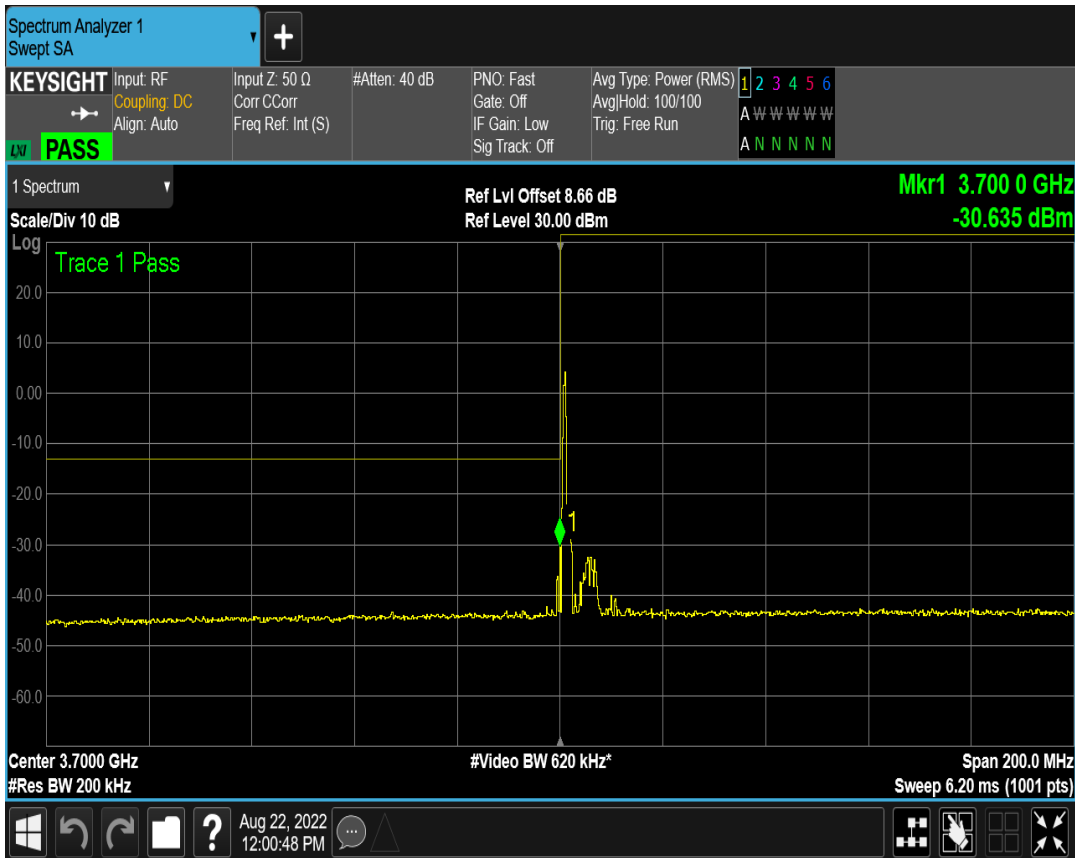 Spectrum Analyzer 1
Swept SA
+
KEYSIGHT
LXI PASS
Input: RF
Coupling: DC
Align: Auto
Input Z: 50 Ω
Corr CCorr
Freq Ref: Int (S)
#Atten: 40 dB
PNO: Fast
Gate: Off
IF Gain: Low
Sig Track: Off
Avg Type: Power (RMS)
Avg|Hold: 100/100
Trig: Free Run
1 2 3 4 5 6
A W W W W W
A N N N N N
1 Spectrum
Scale/Div 10 dB
Ref Lvl Offset 8.66 dB
Ref Level 30.00 dBm
Mkr1 3.700 0 GHz
-30.635 dBm
Log
Trace 1 Pass
20.0
10.0
0.00
-10.0
-20.0
-30.0
-40.0
-50.0
-60.0
1
Center 3.7000 GHz
#Res BW 200 kHz
#Video BW 620 kHz*
Span 200.0 MHz
Sweep 6.20 ms (1001 pts)
?
Aug 22, 2022
12:00:48 PM